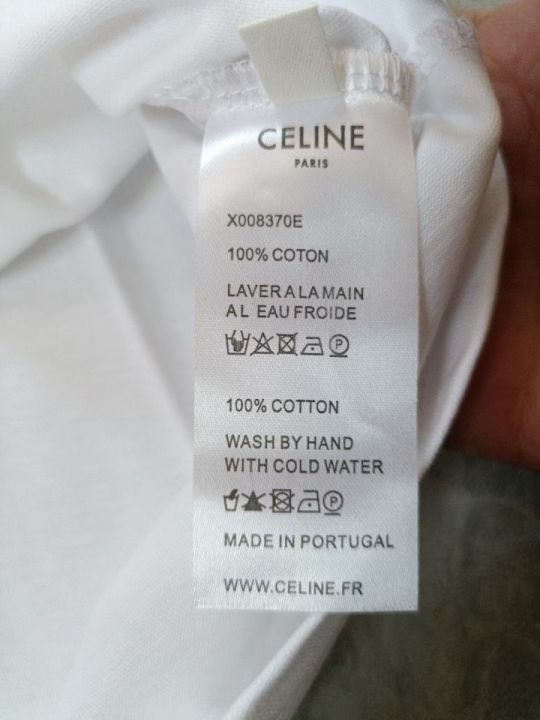 CELINE
PARIS
X008370E
100% COTON
LAVER A LA MAIN
A L EAU FROIDE
P
100% COTTON
WASH BY HAND
WITH COLD WATER
P
MADE IN PORTUGAL
WWW.CELINE.FR